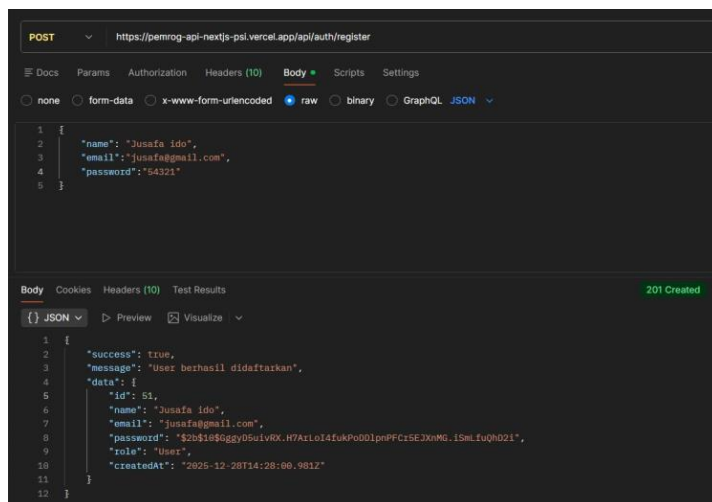 POST https://pemrog-api-nextjs-psi.vercel.app/api/auth/register
Docs Params Authorization Headers (10) Body Scripts Settings
none form-data x-www-form-urlencoded raw binary GraphQL JSON
1 {
2 "name": "Jusafa ido",
3 "email":"jusafa@gmail.com",
4 "password":"54321"
5 }
Body Cookies Headers (10) Test Results 201 Created
{} JSON Preview Visualize
1 {
2 "success": true,
3 "message": "User berhasil didaftarkan",
4 "data": {
5 "id": 51,
6 "name": "Jusafa ido",
7 "email": "jusafa@gmail.com",
8 "password":
9 "role": "User",
10 "createdAt": "2025-12-28T14:28:00.981Z"
11 }
12 }